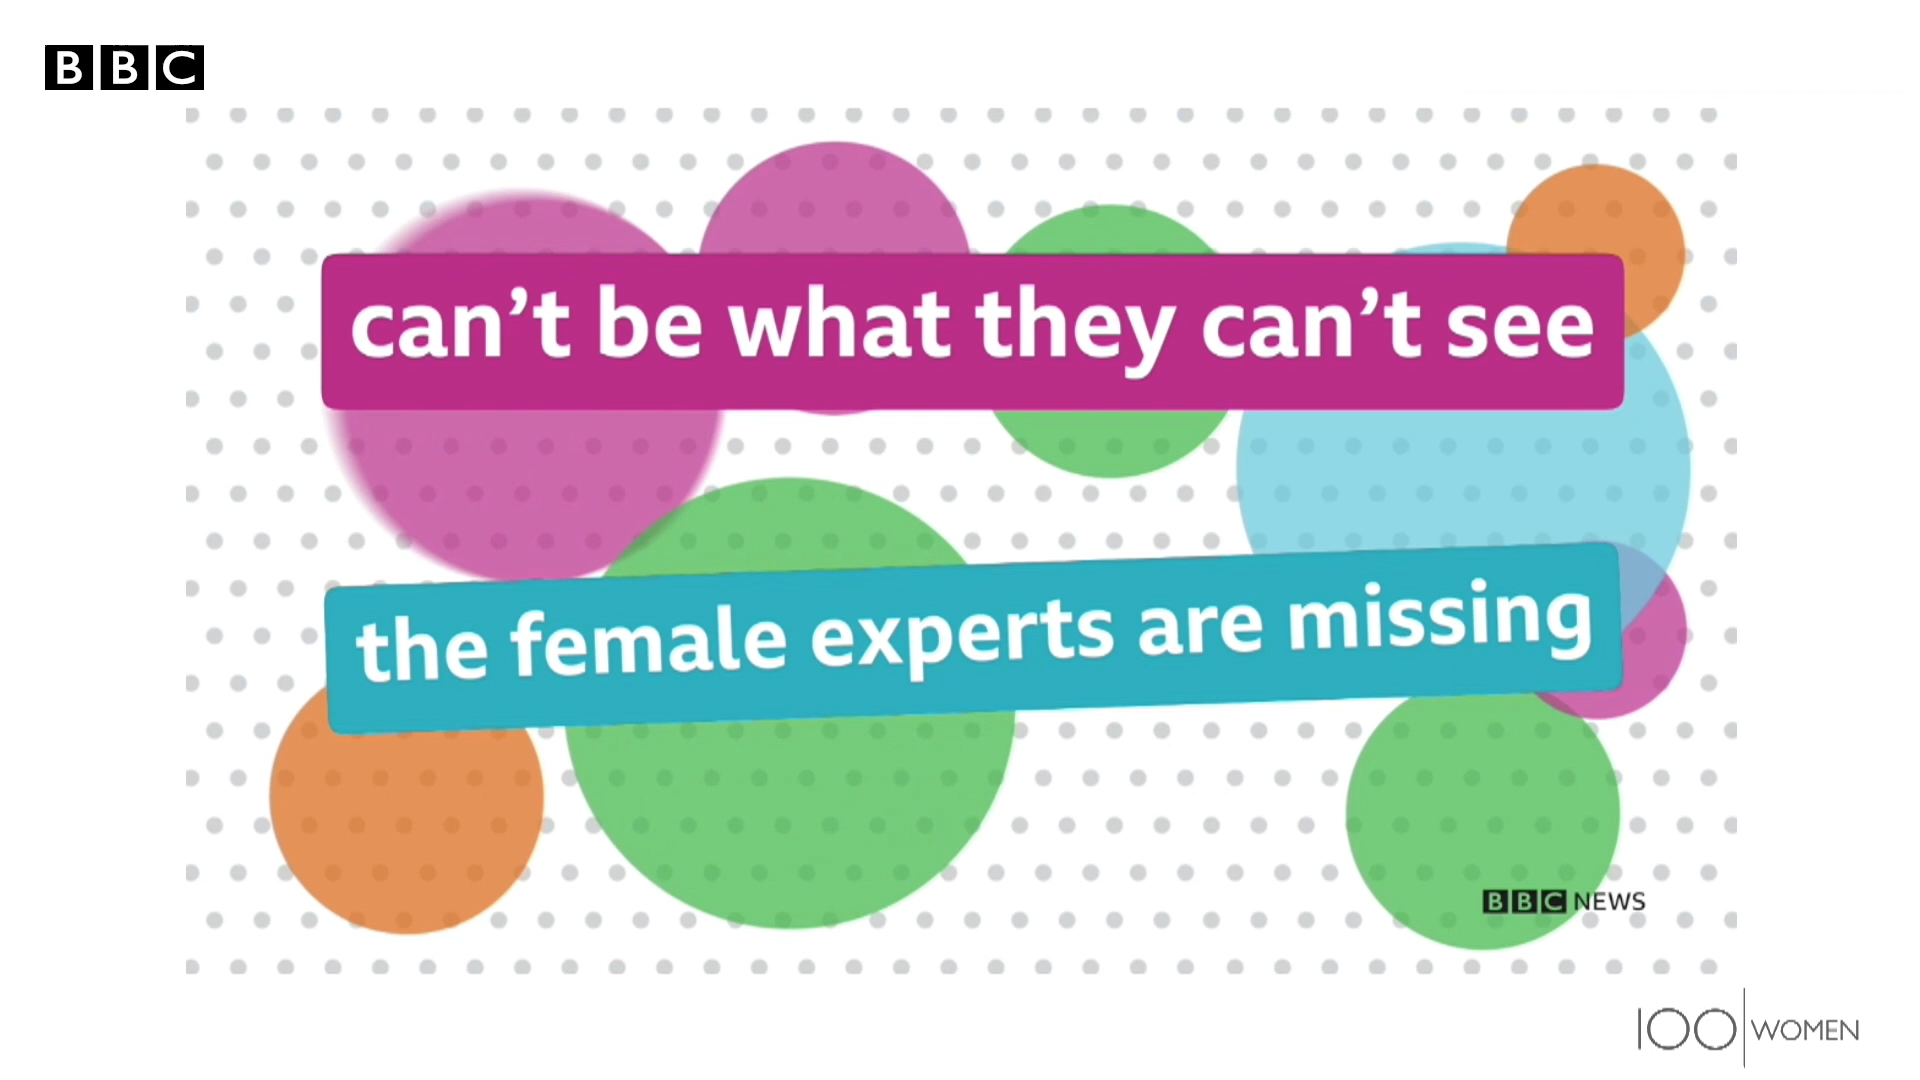 BBC
can’t be what they can’t see
the female experts are missing
BBC NEWS
100 WOMEN